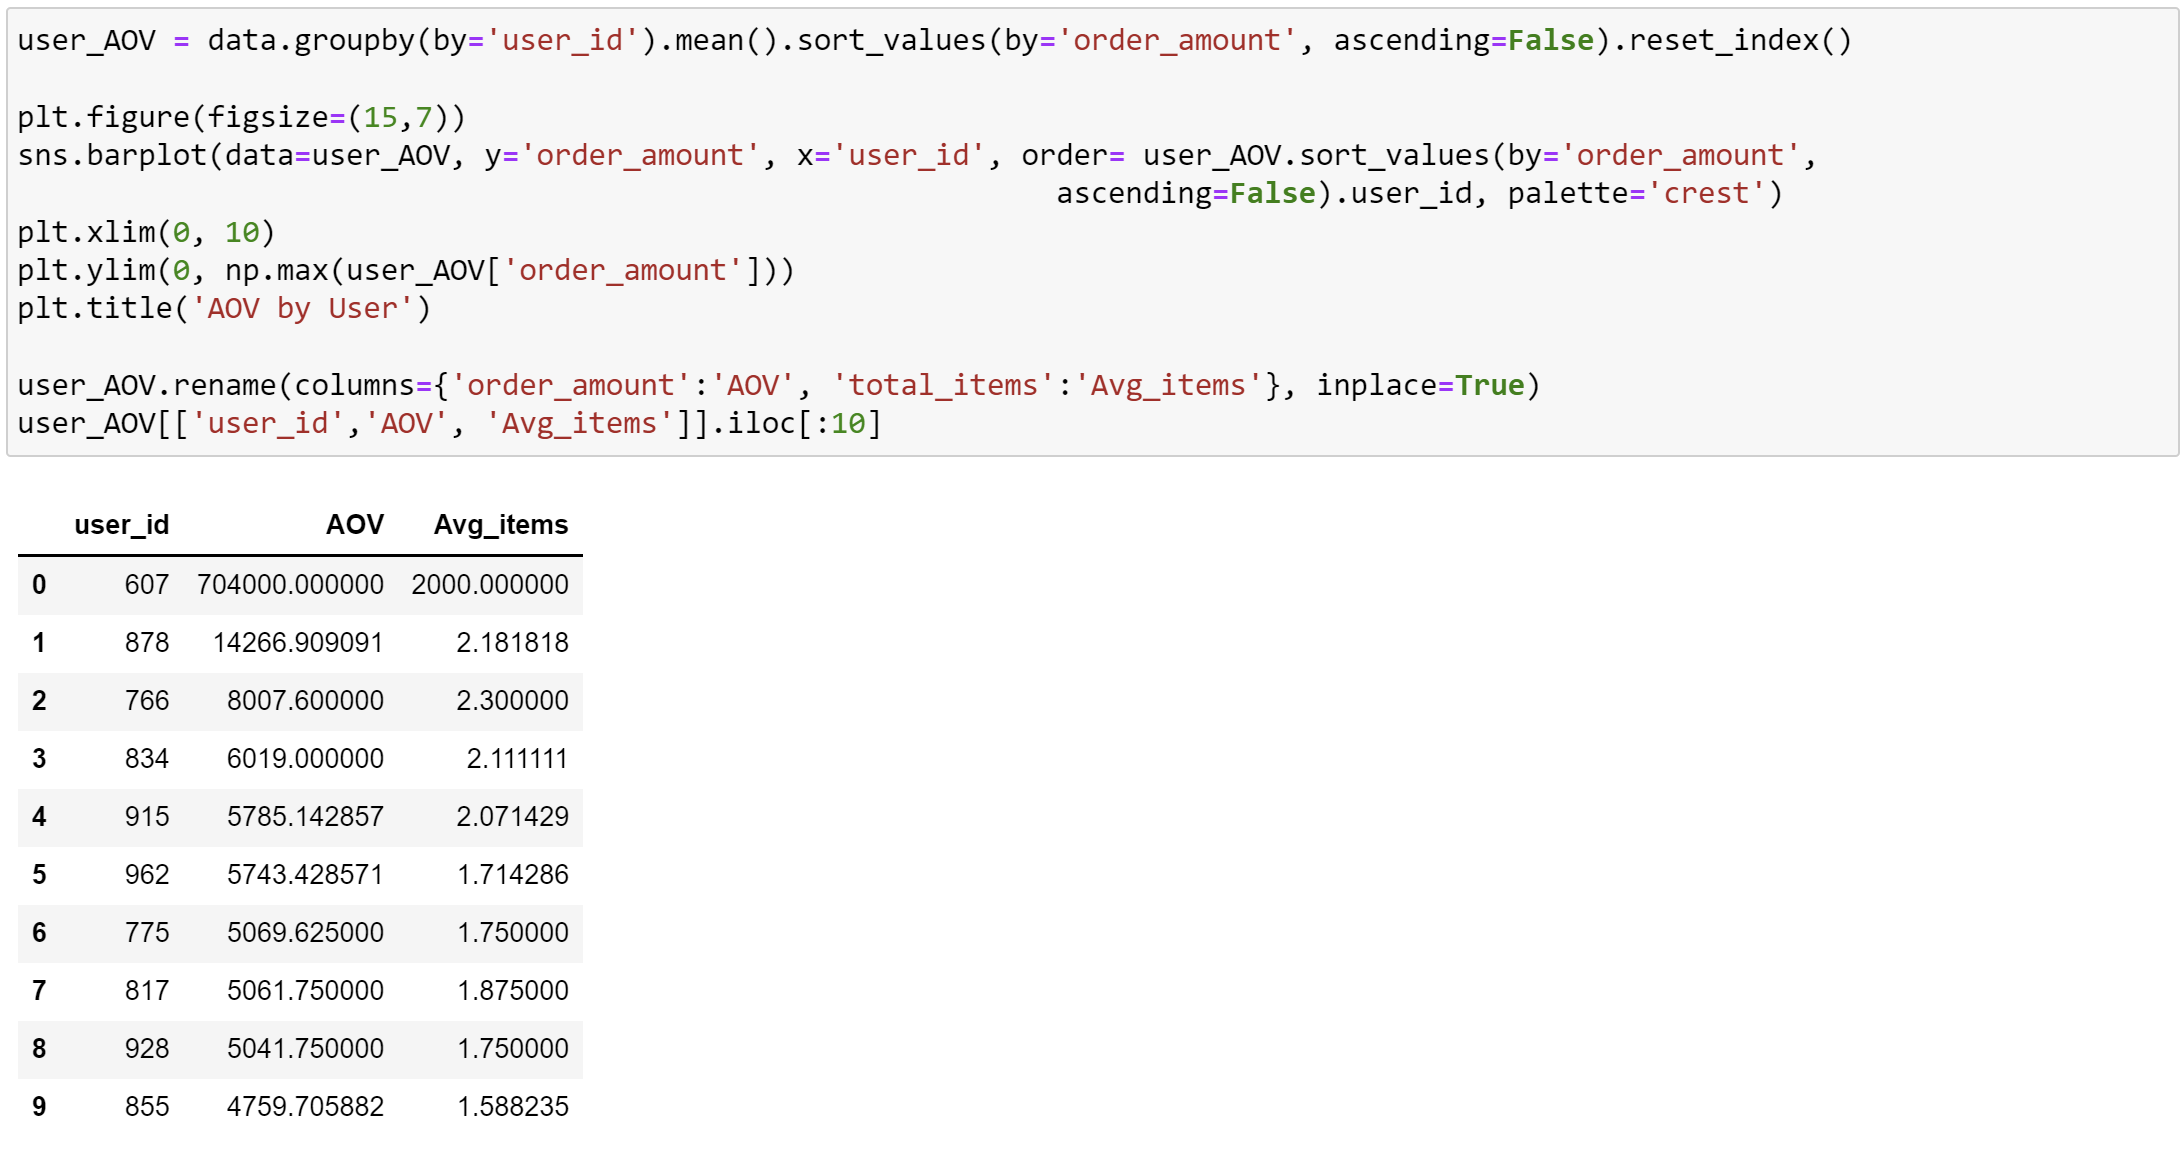 user_AOV = data.groupby(by='user_id').mean().sort_values(by='order_amount', ascending=False).reset_index()
plt.figure(figsize=(15,7))
sns.barplot(data=user_AOV, y='order_amount', x='user_id', order= user_AOV.sort_values(by='order_amount',
ascending=False).user_id, palette='crest')
plt.xlim(0, 10)
plt.ylim(0, np.max(user_AOV['order_amount']))
plt.title('AOV by User')
user_AOV.rename(columns={'order_amount':'AOV', 'total_items':'Avg_items'}, inplace=True)
user_AOV[['user_id','AOV', 'Avg_items']].iloc[:10]
user_id AOV Avg_items
0 607 704000.000000 2000.000000
1 878 14266.909091 2.181818
2 766 8007.600000 2.300000
3 834 6019.000000 2.111111
4 915 5785.142857 2.071429
5 962 5743.428571 1.714286
6 775 5069.625000 1.750000
7 817 5061.750000 1.875000
8 928 5041.750000 1.750000
9 855 4759.705882 1.588235